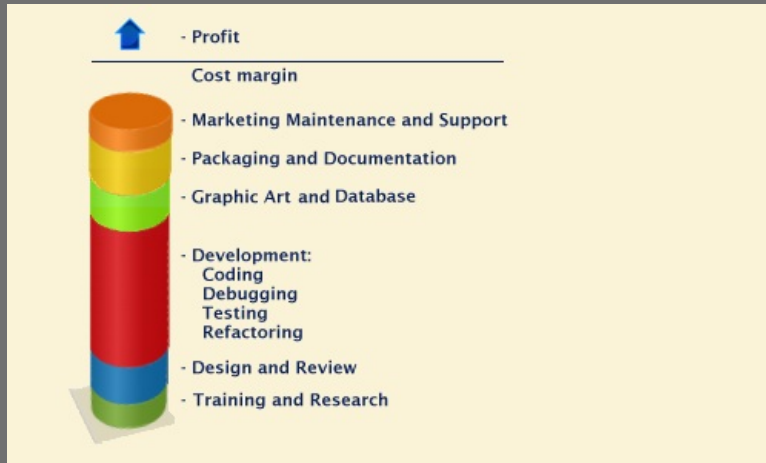 - Profit
Cost margin
- Marketing Maintenance and Support
- Packaging and Documentation
- Graphic Art and Database
- Development:
Coding
Debugging
Testing
Refactoring
- Design and Review
- Training and Research